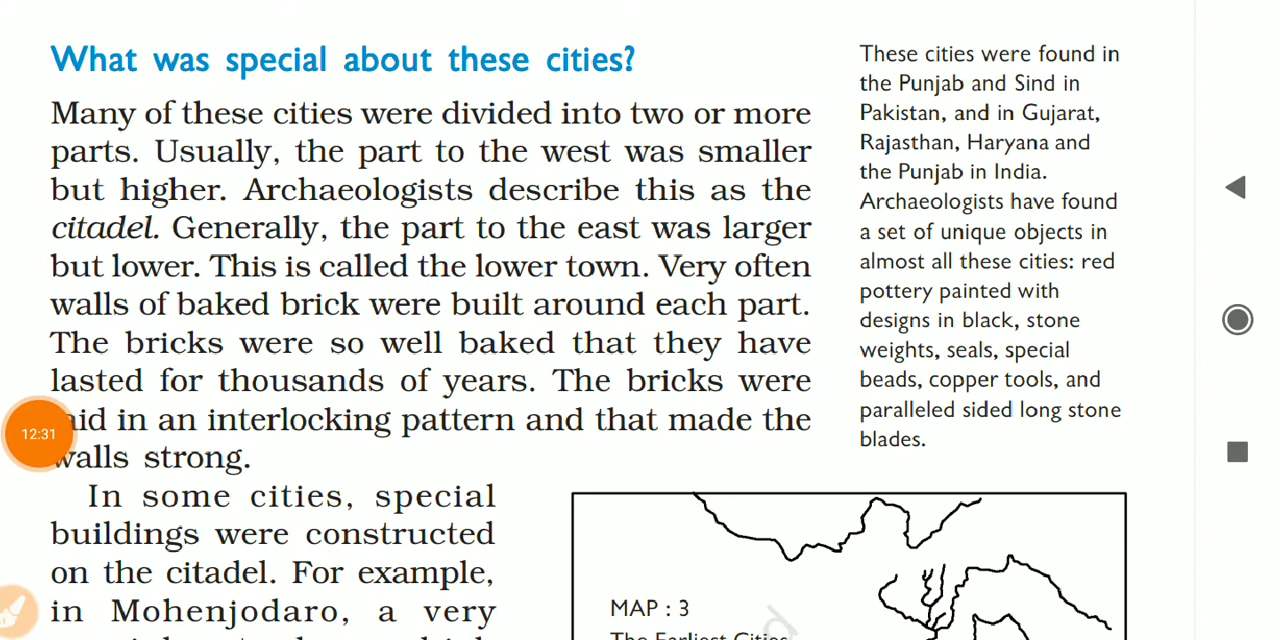 What was special about these cities?
Many of these cities were divided into two or more
parts. Usually, the part to the west was smaller
but higher. Archaeologists describe this as the
citadel. Generally, the part to the east was larger
but lower. This is called the lower town. Very often
walls of baked brick were built around each part.
The bricks were so well baked that they have
lasted for thousands of years. The bricks were
laid in an interlocking pattern and that made the
walls strong.
In some cities, special
buildings were constructed
on the citadel. For example,
in Mohenjodaro, a very
These cities were found in
the Punjab and Sind in
Pakistan, and in Gujarat,
Rajasthan, Haryana and
the Punjab in India.
Archaeologists have found
a set of unique objects in
almost all these cities: red
pottery painted with
designs in black, stone
weights, seals, special
beads, copper tools, and
paralleled sided long stone
blades.
MAP : 3
The Earliest Cities
12:31